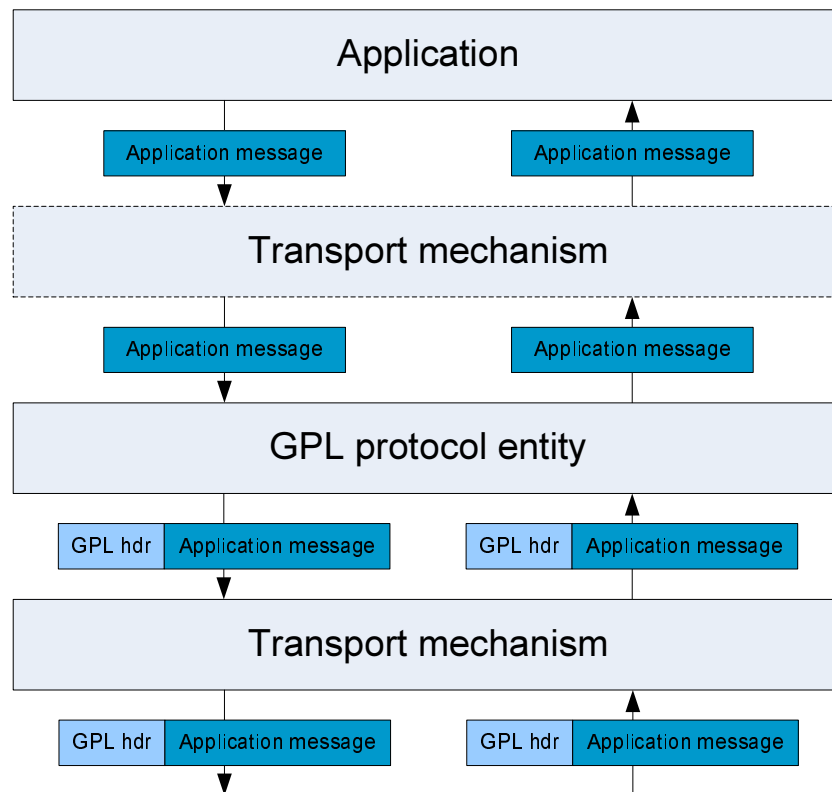 Application
Application message Application message
Transport mechanism
Application message Application message
GPL protocol entity
GPL hdr Application message GPL hdr Application message
Transport mechanism
GPL hdr Application message GPL hdr Application message